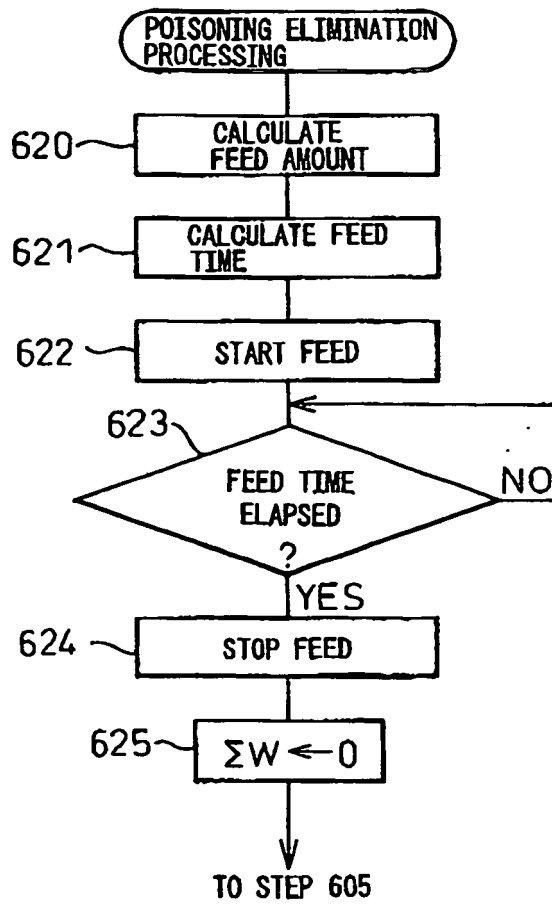 POISONING ELIMINATION
PROCESSING
620
CALCULATE
FEED AMOUNT
621
CALCULATE FEED
TIME
622
START FEED
623
FEED TIME
ELAPSED
?
NO
YES
624
STOP FEED
625
ΣW ← 0
TO STEP 605